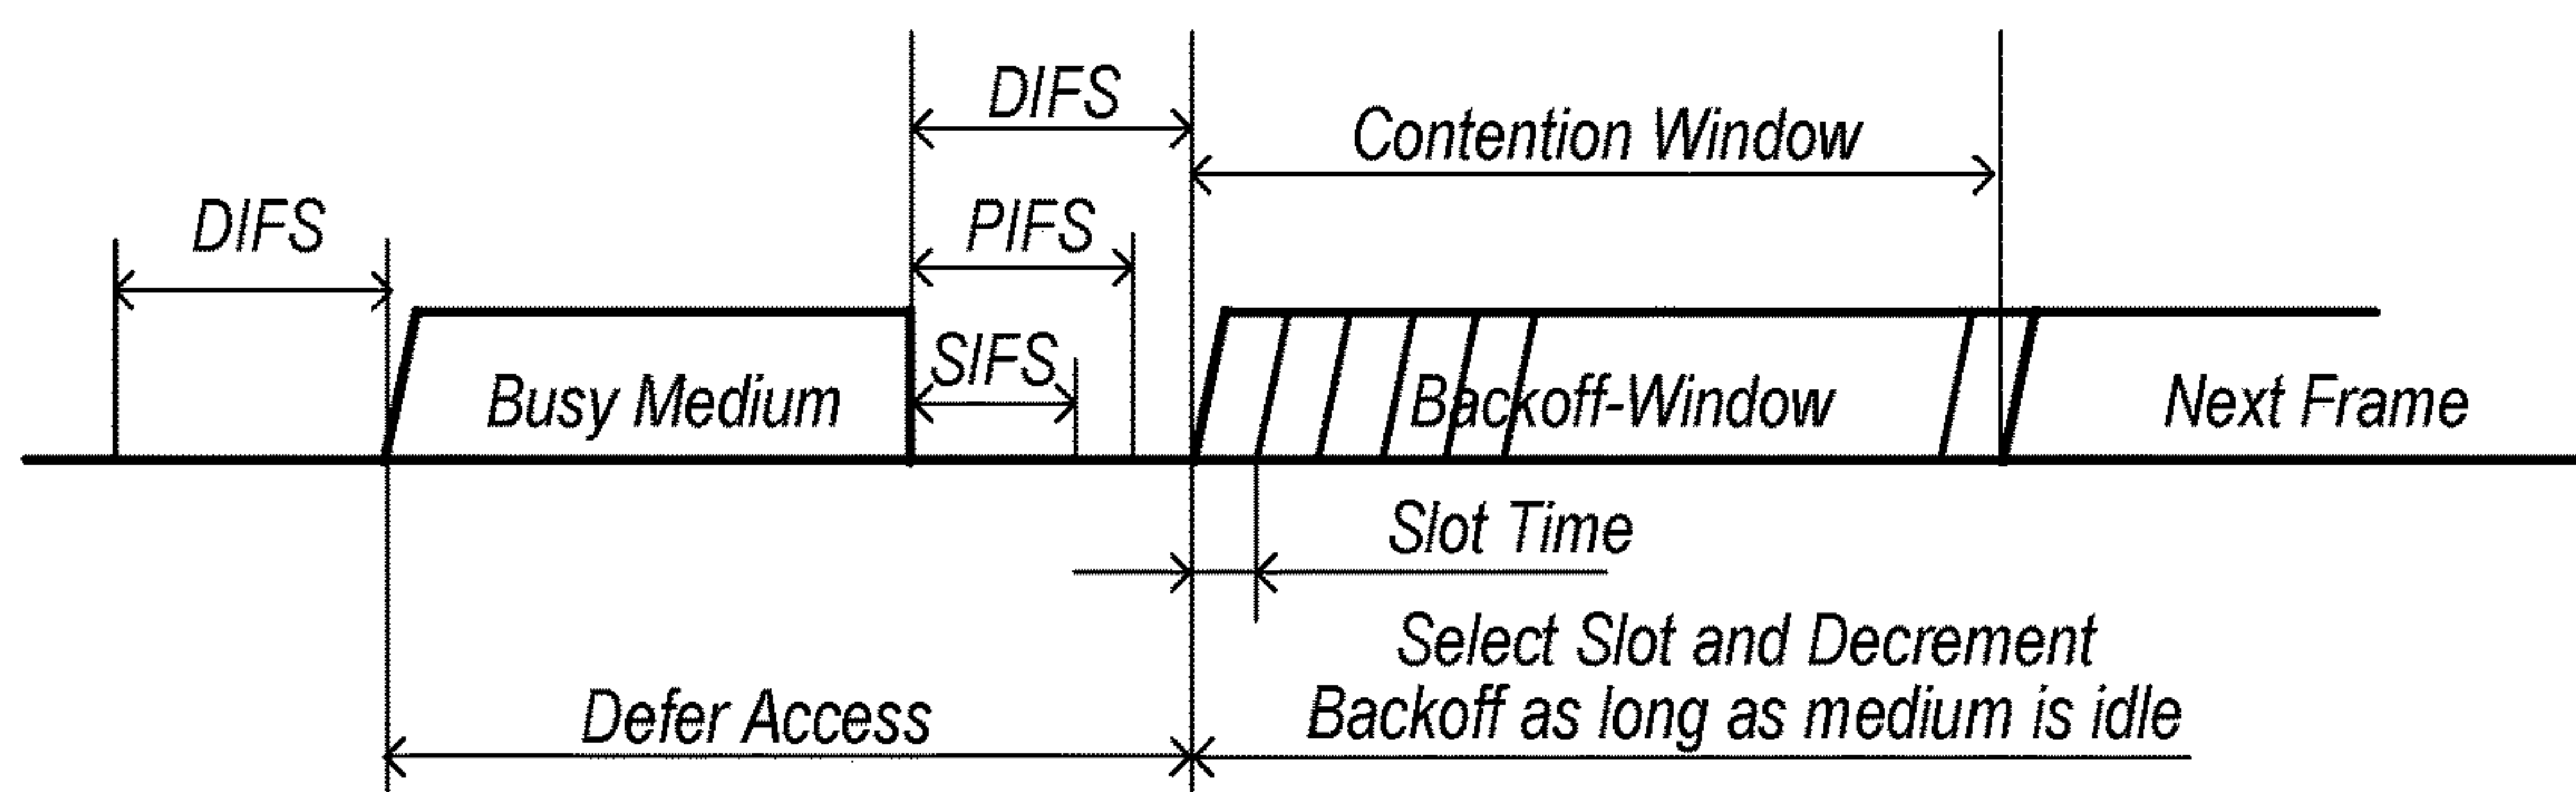 DIFS
Contention Window
DIFS
PIFS
SIFS
Busy Medium
Backoff-Window
Next Frame
Slot Time
Select Slot and Decrement
Backoff as long as medium is idle
Defer Access